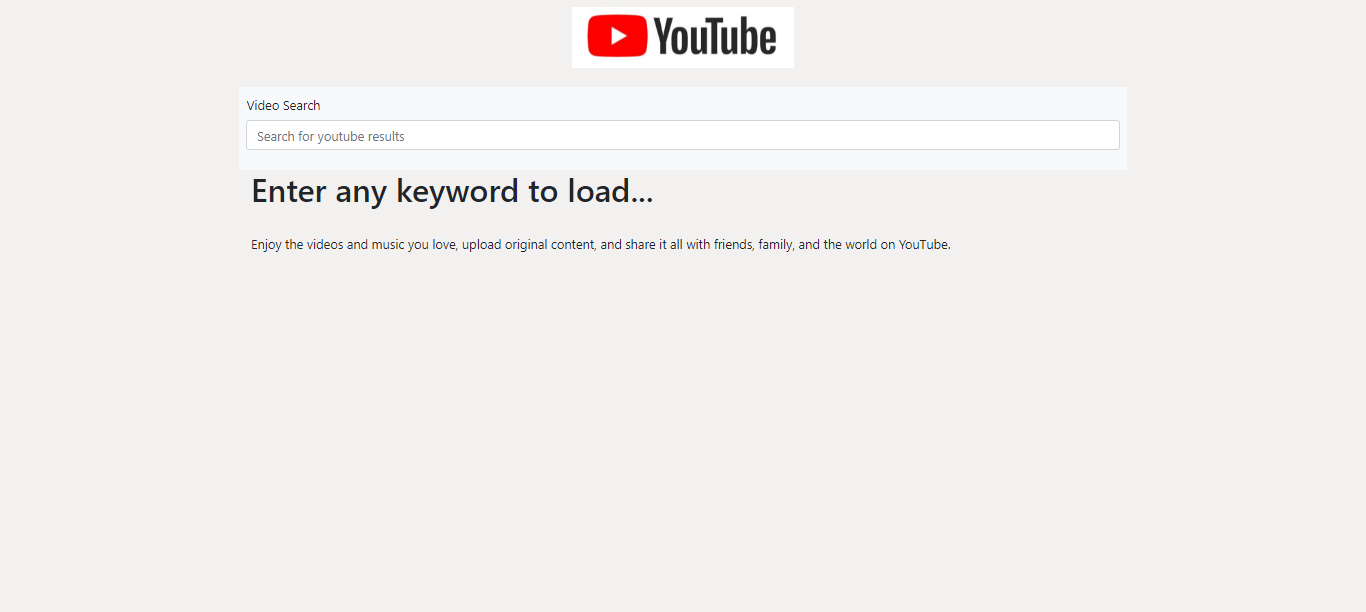 YouTube
Video Search
Search for youtube results
Enter any keyword to load...
Enjoy the videos and music you love, upload original content, and share it all with friends, family, and the world on YouTube.